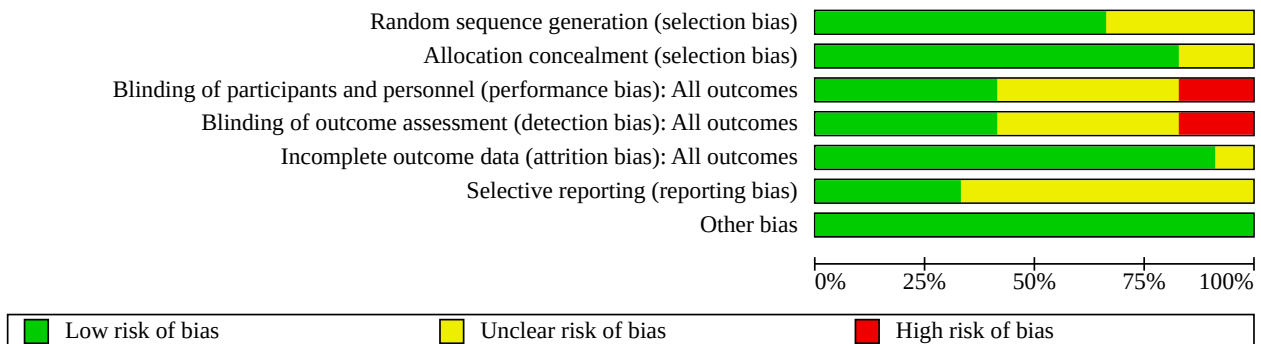 Random sequence generation (selection bias)
Allocation concealment (selection bias)
Blinding of participants and personnel (performance bias): All outcomes
Blinding of outcome assessment (detection bias): All outcomes
Incomplete outcome data (attrition bias): All outcomes
Selective reporting (reporting bias)
Other bias
0% 25% 50% 75% 100%
Low risk of bias Unclear risk of bias High risk of bias